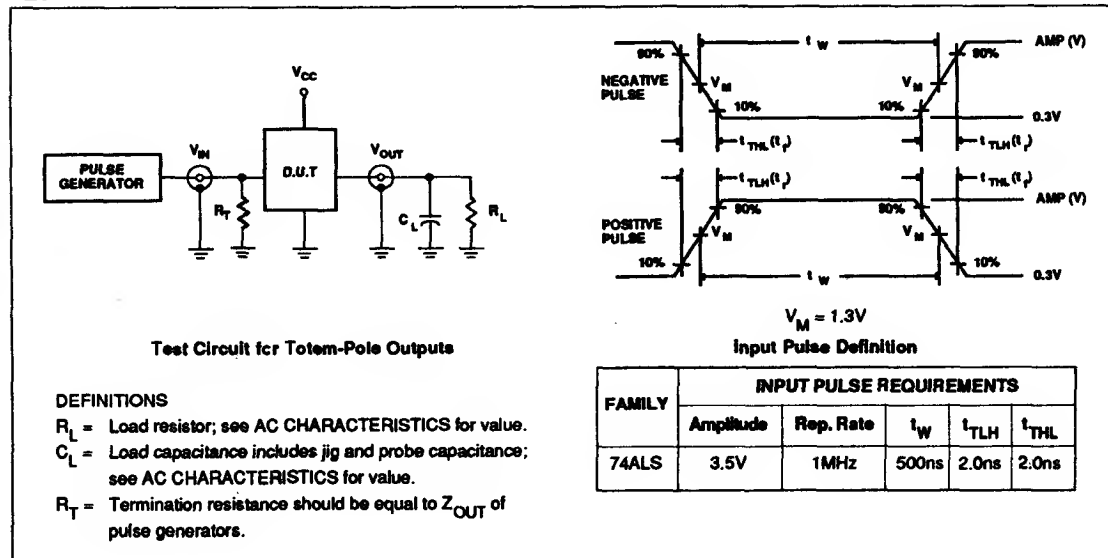 V_CC
V_IN
V_OUT
PULSE GENERATOR
D.U.T
R_T
C_L
R_L
Test Circuit for Totem-Pole Outputs
DEFINITIONS
R_L = Load resistor; see AC CHARACTERISTICS for value.
C_L = Load capacitance includes jig and probe capacitance;
see AC CHARACTERISTICS for value.
R_T = Termination resistance should be equal to Z_OUT of
pulse generators.
t_W
AMP (V)
90%
90%
NEGATIVE PULSE
V_M
V_M
10%
10%
0.3V
t_THL(t_f)
t_TLH(t_r)
t_TLH(t_r)
t_THL(t_f)
AMP (V)
90%
90%
POSITIVE PULSE
V_M
V_M
10%
10%
t_W
0.3V
V_M = 1.3V
Input Pulse Definition
FAMILY
INPUT PULSE REQUIREMENTS
Amplitude Rep. Rate t_W t_TLH t_THL
74ALS 3.5V 1MHz 500ns 2.0ns 2.0ns